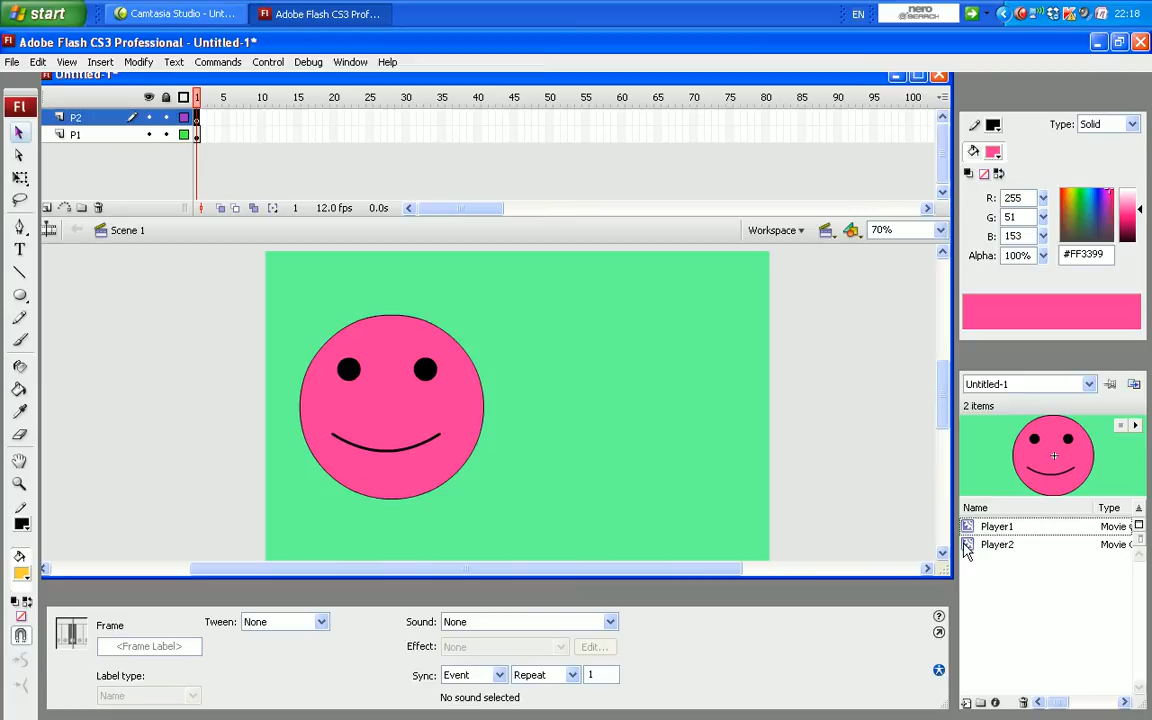 start
Camtasia Studio - Unt...
Adobe Flash CS3 Prof...
EN
nero
SEARCH
22:18
Adobe Flash CS3 Professional - Untitled-1*
File Edit View Insert Modify Text Commands Control Debug Window Help
Untitled-1*
1 5 10 15 20 25 30 35 40 45 50 55 60 65 70 75 80 85 90 95 100
Fl
P2
P1
1 12.0 fps 0.0s
Scene 1
Workspace
70%
Type: Solid
R: 255
G: 51
B: 153
Alpha: 100%
#FF3399
Untitled-1
2 items
Name Type
Player1 Movie
Player2 Movie
Frame
<Frame Label>
Label type:
Name
Tween: None
Sound: None
Effect: None Edit...
Sync: Event Repeat 1
No sound selected